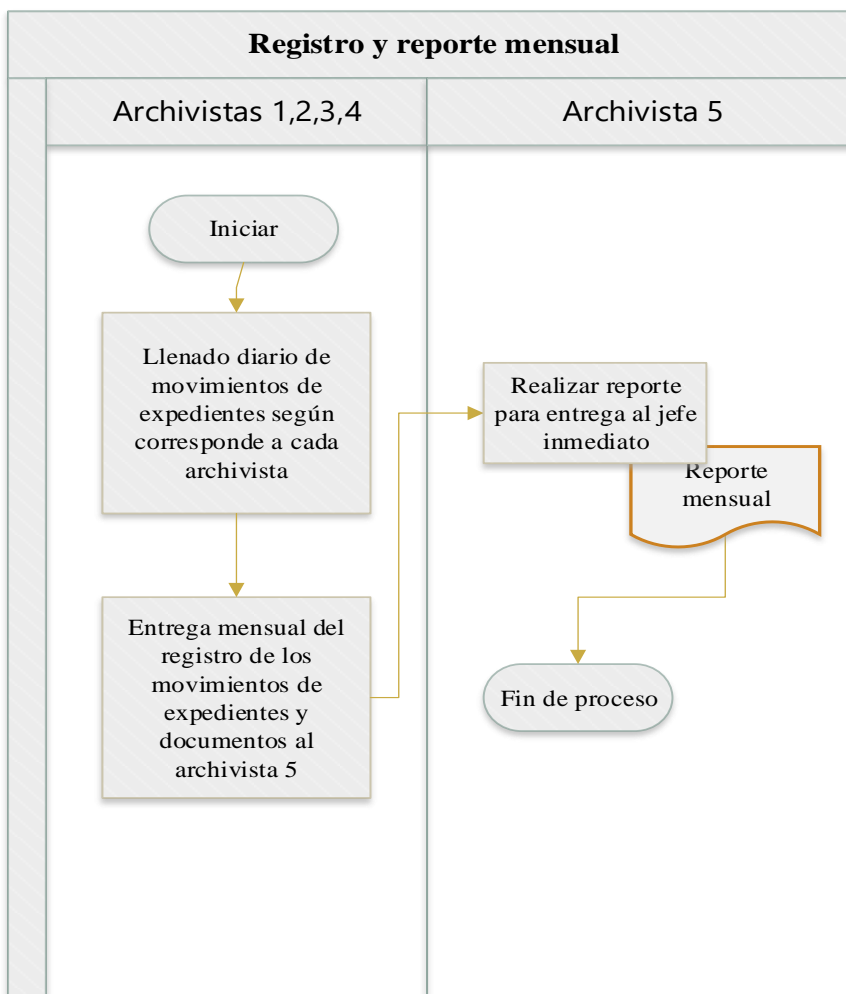 Registro y reporte mensual
Archivistas 1,2,3,4
Archivista 5
Iniciar
Llenado diario de
movimientos de
expedientes según
corresponde a cada
archivista
Entrega mensual del
registro de los
movimientos de
expedientes y
documentos al
archivista 5
Realizar reporte
para entrega al jefe
inmediato
Reporte
mensual
Fin de proceso